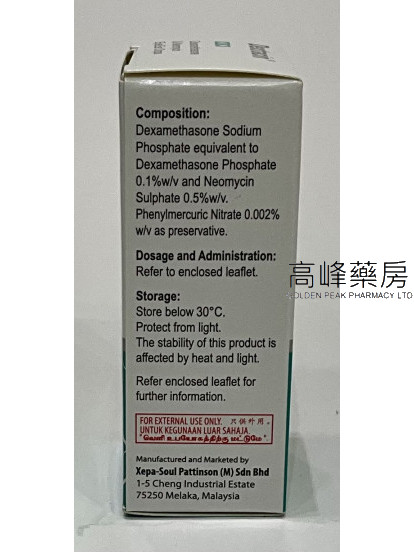 Composition:
Dexamethasone Sodium
Phosphate equivalent to
Dexamethasone Phosphate
0.1%w/v and Neomycin
Sulphate 0.5%w/v.
Phenylmercuric Nitrate 0.002%
w/v as preservative.
Dosage and Administration:
Refer to enclosed leaflet.
Storage:
Store below 30°C.
Protect from light.
The stability of this product is
affected by heat and light.
Refer enclosed leaflet for
further information.
FOR EXTERNAL USE ONLY. 只供外用。
UNTUK KEGUNAAN LUAR SAHAJA.
"வெளி உபயோகத்திற்கு மட்டுமே"
Manufactured and Marketed by
Xepa-Soul Pattinson (M) Sdn Bhd
1-5 Cheng Industrial Estate
75250 Melaka, Malaysia
高峰藥房
GOLDEN PEAK PHARMACY LTD